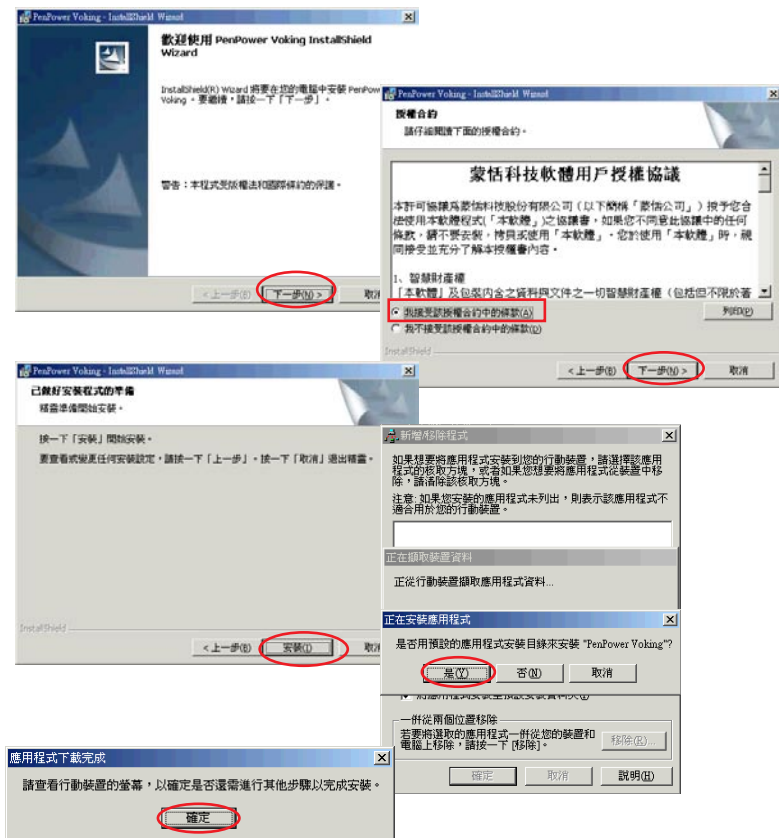 PenPower Voking - InstallShield Wizard
歡迎使用 PenPower Voking InstallShield
Wizard
InstallShield(R) Wizard 將要在您的電腦中安裝 PenPow
Voking。要繼續，請按一下「下一步」。
警告：本程式受版權法和國際條約的保護。
<上一步(B)
下一步(N) >
取消
PenPower Voking - InstallShield Wizard
授權合約
請仔細閱讀下面的授權合約。
蒙恬科技軟體用戶授權協議
本許可協議爲蒙恬科技股份有限公司（以下簡稱「蒙恬公司」）授予您合
法使用本軟體程式(「本軟體」)之協議書，如果您不同意此協議中的任何
條款，請不要安裝，拷貝或使用「本軟體」。您於使用「本軟體」時，視
同接受並充分了解本授權書內容。
1、智慧財產權
「本軟體」及包裝內含之資料與文件之一切智慧財產權（包括但不限於著
我接受該授權合約中的條款(A)
列印(P)
我不接受該授權合約中的條款(D)
InstallShield
<上一步(B)
下一步(N) >
取消
PenPower Voking - InstallShield Wizard
已做好安裝程式的準備
精靈準備開始安裝。
按一下「安裝」開始安裝。
要查看或變更任何安裝設定，請按一下「上一步」。按一下「取消」退出精靈。
InstallShield
<上一步(B)
安裝(I)
取消
新增/移除程式
如果想要將應用程式安裝到您的行動裝置，請選擇該應用
程式的核取方塊，或者如果您想要將應用程式從裝置中移
除，請清除該核取方塊。
注意: 如果您安裝的應用程式未列出，則表示該應用程式不
適合用於您的行動裝置。
正在擷取裝置資料
正從行動裝置擷取應用程式資料...
正在安裝應用程式
是否用預設的應用程式安裝目錄來安裝 "PenPower Voking"?
是(Y)
否(N)
取消
將應用程式安裝至預設安裝資料夾(I)
一併從兩個位置移除
若要將選取的應用程式一併從您的裝置和
電腦上移除，請按一下 [移除]。
移除(R)...
確定
取消
説明(H)
應用程式下載完成
請查看行動裝置的螢幕，以確定是否還需進行其他步驟以完成安裝。
確定